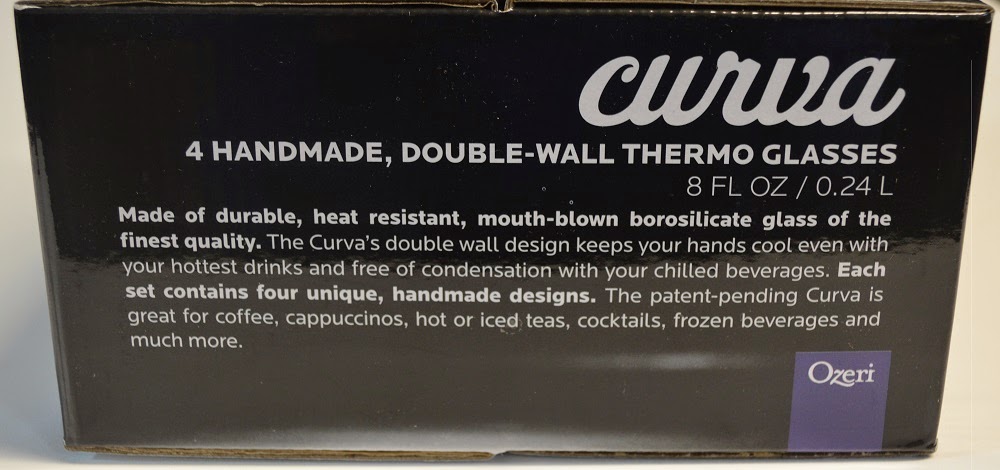 curva
4 HANDMADE, DOUBLE-WALL THERMO GLASSES
8 FL OZ / 0.24 L
Made of durable, heat resistant, mouth-blown borosilicate glass of the
finest quality. The Curva's double wall design keeps your hands cool even with
your hottest drinks and free of condensation with your chilled beverages. Each
set contains four unique, handmade designs. The patent-pending Curva is
great for coffee, cappuccinos, hot or iced teas, cocktails, frozen beverages and
much more.
Ozeri